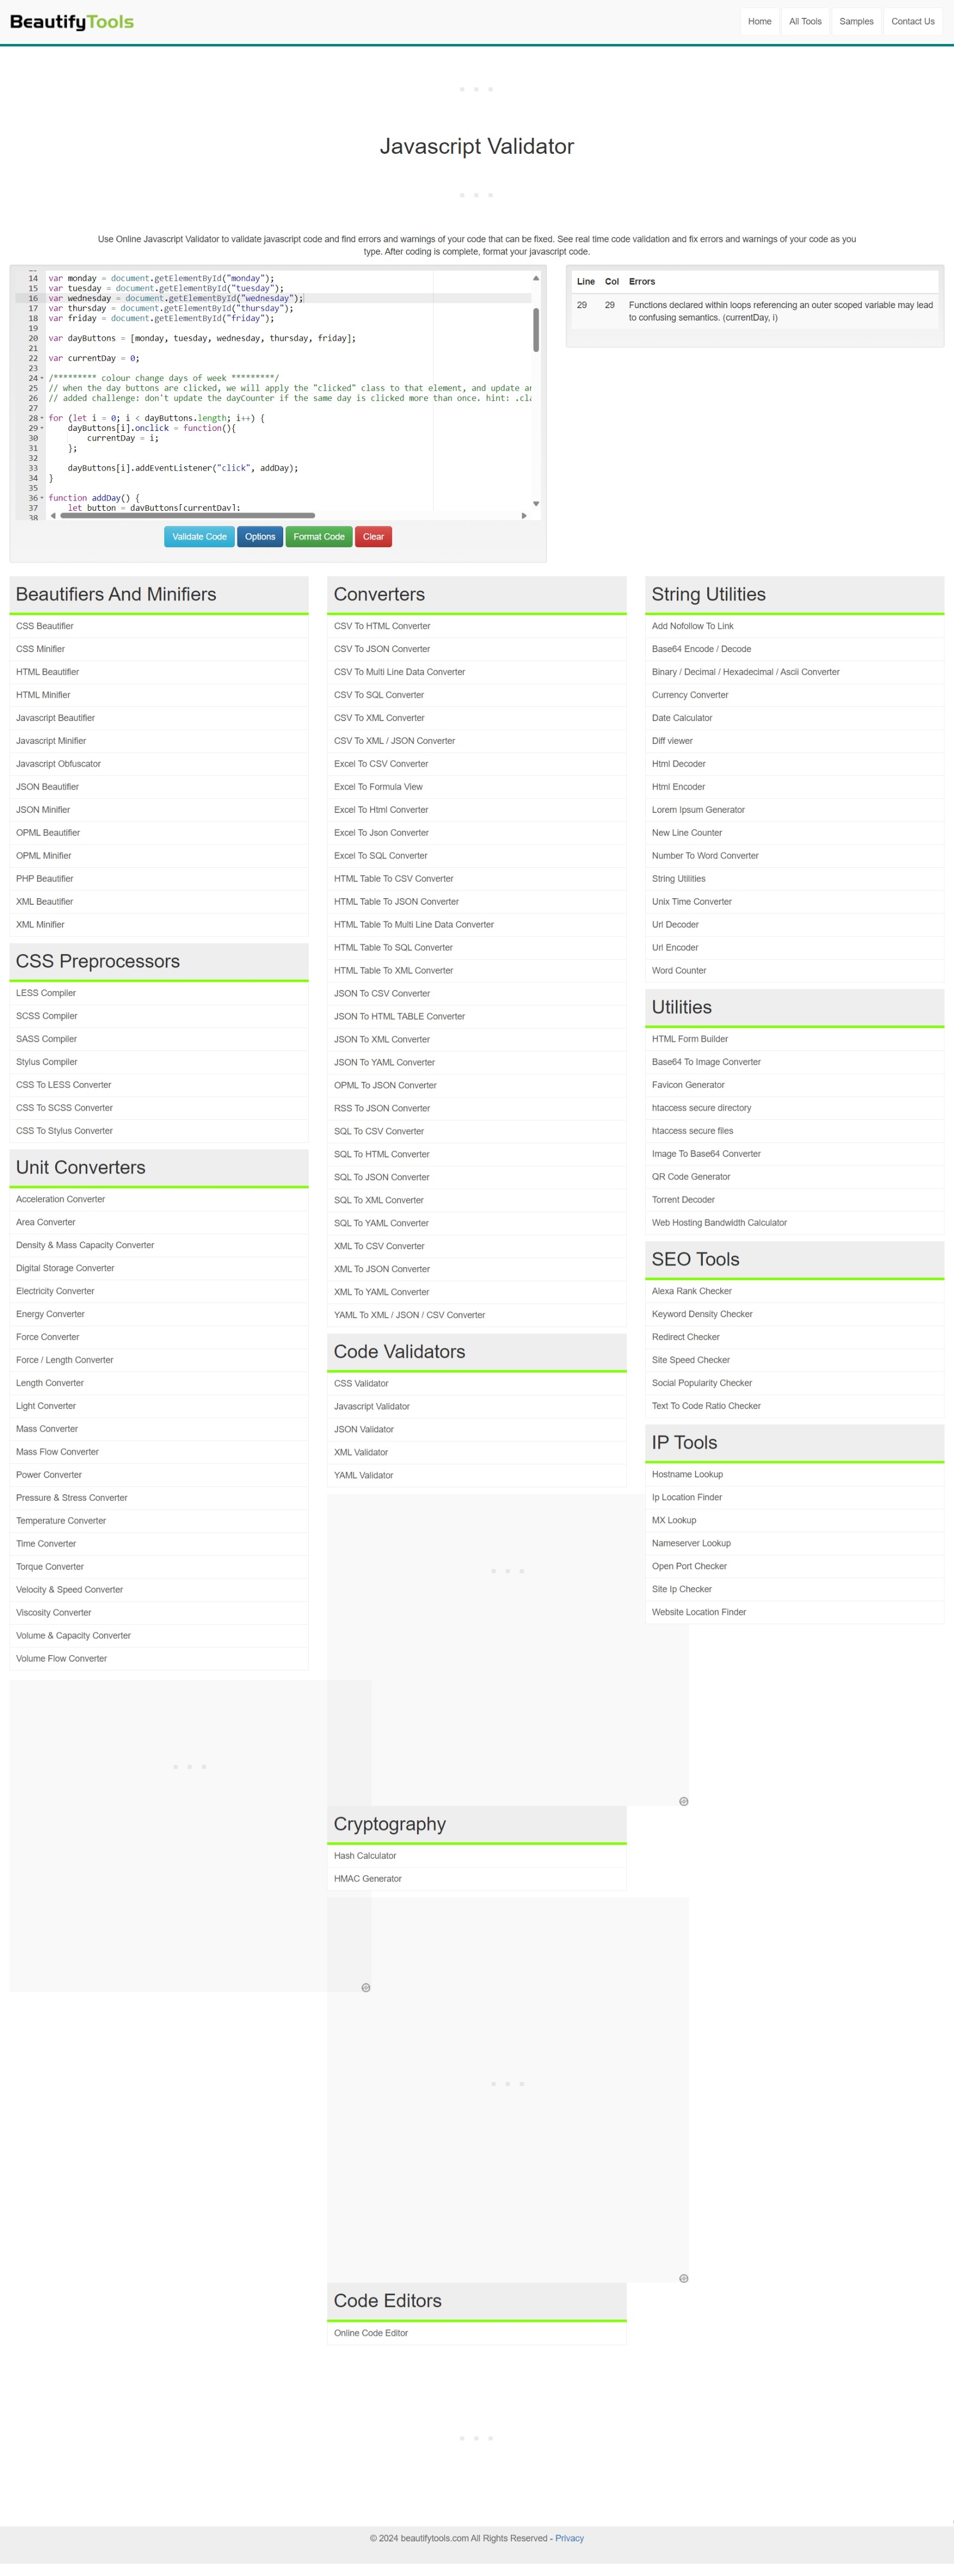 BeautifyTools
Home All Tools Samples Contact Us
Javascript Validator
Use Online Javascript Validator to validate javascript code and find errors and warnings of your code that can be fixed. See real time code validation and fix errors and warnings of your code as you
type. After coding is complete, format your javascript code.
14 var monday = document.getElementById("monday");
15 var tuesday = document.getElementById("tuesday");
16 var wednesday = document.getElementById("wednesday");
17 var thursday = document.getElementById("thursday");
18 var friday = document.getElementById("friday");
19
20 var dayButtons = [monday, tuesday, wednesday, thursday, friday];
21
22 var currentDay = 0;
23
24 /********* colour change days of week *********/
25 // when the day buttons are clicked, we will apply the "clicked" class to that element, and update
26 // added challenge: don't update the dayCounter if the same day is clicked more than once. hint:
27
28 for (let i = 0; i < dayButtons.length; i++) {
29 dayButtons[i].onclick = function(){
30 currentDay = i;
31 };
32
33 dayButtons[i].addEventListener("click", addDay);
34 }
35
36 function addDay() {
37 let button = dayButtons[currentDay];
38
Validate Code Options Format Code Clear
Line Col Errors
29 29 Functions declared within loops referencing an outer scoped variable may lead
to confusing semantics. (currentDay, i)
Beautifiers And Minifiers
CSS Beautifier
CSS Minifier
HTML Beautifier
HTML Minifier
Javascript Beautifier
Javascript Minifier
Javascript Obfuscator
JSON Beautifier
JSON Minifier
OPML Beautifier
OPML Minifier
PHP Beautifier
XML Beautifier
XML Minifier
CSS Preprocessors
LESS Compiler
SCSS Compiler
SASS Compiler
Stylus Compiler
CSS To LESS Converter
CSS To SCSS Converter
CSS To Stylus Converter
Unit Converters
Acceleration Converter
Area Converter
Density & Mass Capacity Converter
Digital Storage Converter
Electricity Converter
Energy Converter
Force Converter
Force / Length Converter
Length Converter
Light Converter
Mass Converter
Mass Flow Converter
Power Converter
Pressure & Stress Converter
Temperature Converter
Time Converter
Torque Converter
Velocity & Speed Converter
Viscosity Converter
Volume & Capacity Converter
Volume Flow Converter
Converters
CSV To HTML Converter
CSV To JSON Converter
CSV To Multi Line Data Converter
CSV To SQL Converter
CSV To XML Converter
CSV To XML / JSON Converter
Excel To CSV Converter
Excel To Formula View
Excel To Html Converter
Excel To Json Converter
Excel To SQL Converter
HTML Table To CSV Converter
HTML Table To JSON Converter
HTML Table To Multi Line Data Converter
HTML Table To SQL Converter
HTML Table To XML Converter
JSON To CSV Converter
JSON To HTML TABLE Converter
JSON To XML Converter
JSON To YAML Converter
OPML To JSON Converter
RSS To JSON Converter
SQL To CSV Converter
SQL To HTML Converter
SQL To JSON Converter
SQL To XML Converter
SQL To YAML Converter
XML To CSV Converter
XML To JSON Converter
XML To YAML Converter
YAML To XML / JSON / CSV Converter
Code Validators
CSS Validator
Javascript Validator
JSON Validator
XML Validator
YAML Validator
Cryptography
Hash Calculator
HMAC Generator
Code Editors
Online Code Editor
String Utilities
Add Nofollow To Link
Base64 Encode / Decode
Binary / Decimal / Hexadecimal / Ascii Converter
Currency Converter
Date Calculator
Diff viewer
Html Decoder
Html Encoder
Lorem Ipsum Generator
New Line Counter
Number To Word Converter
String Utilities
Unix Time Converter
Url Decoder
Url Encoder
Word Counter
Utilities
HTML Form Builder
Base64 To Image Converter
Favicon Generator
htaccess secure directory
htaccess secure files
Image To Base64 Converter
QR Code Generator
Torrent Decoder
Web Hosting Bandwidth Calculator
SEO Tools
Alexa Rank Checker
Keyword Density Checker
Redirect Checker
Site Speed Checker
Social Popularity Checker
Text To Code Ratio Checker
IP Tools
Hostname Lookup
Ip Location Finder
MX Lookup
Nameserver Lookup
Open Port Checker
Site Ip Checker
Website Location Finder
© 2024 beautifytools.com All Rights Reserved - Privacy